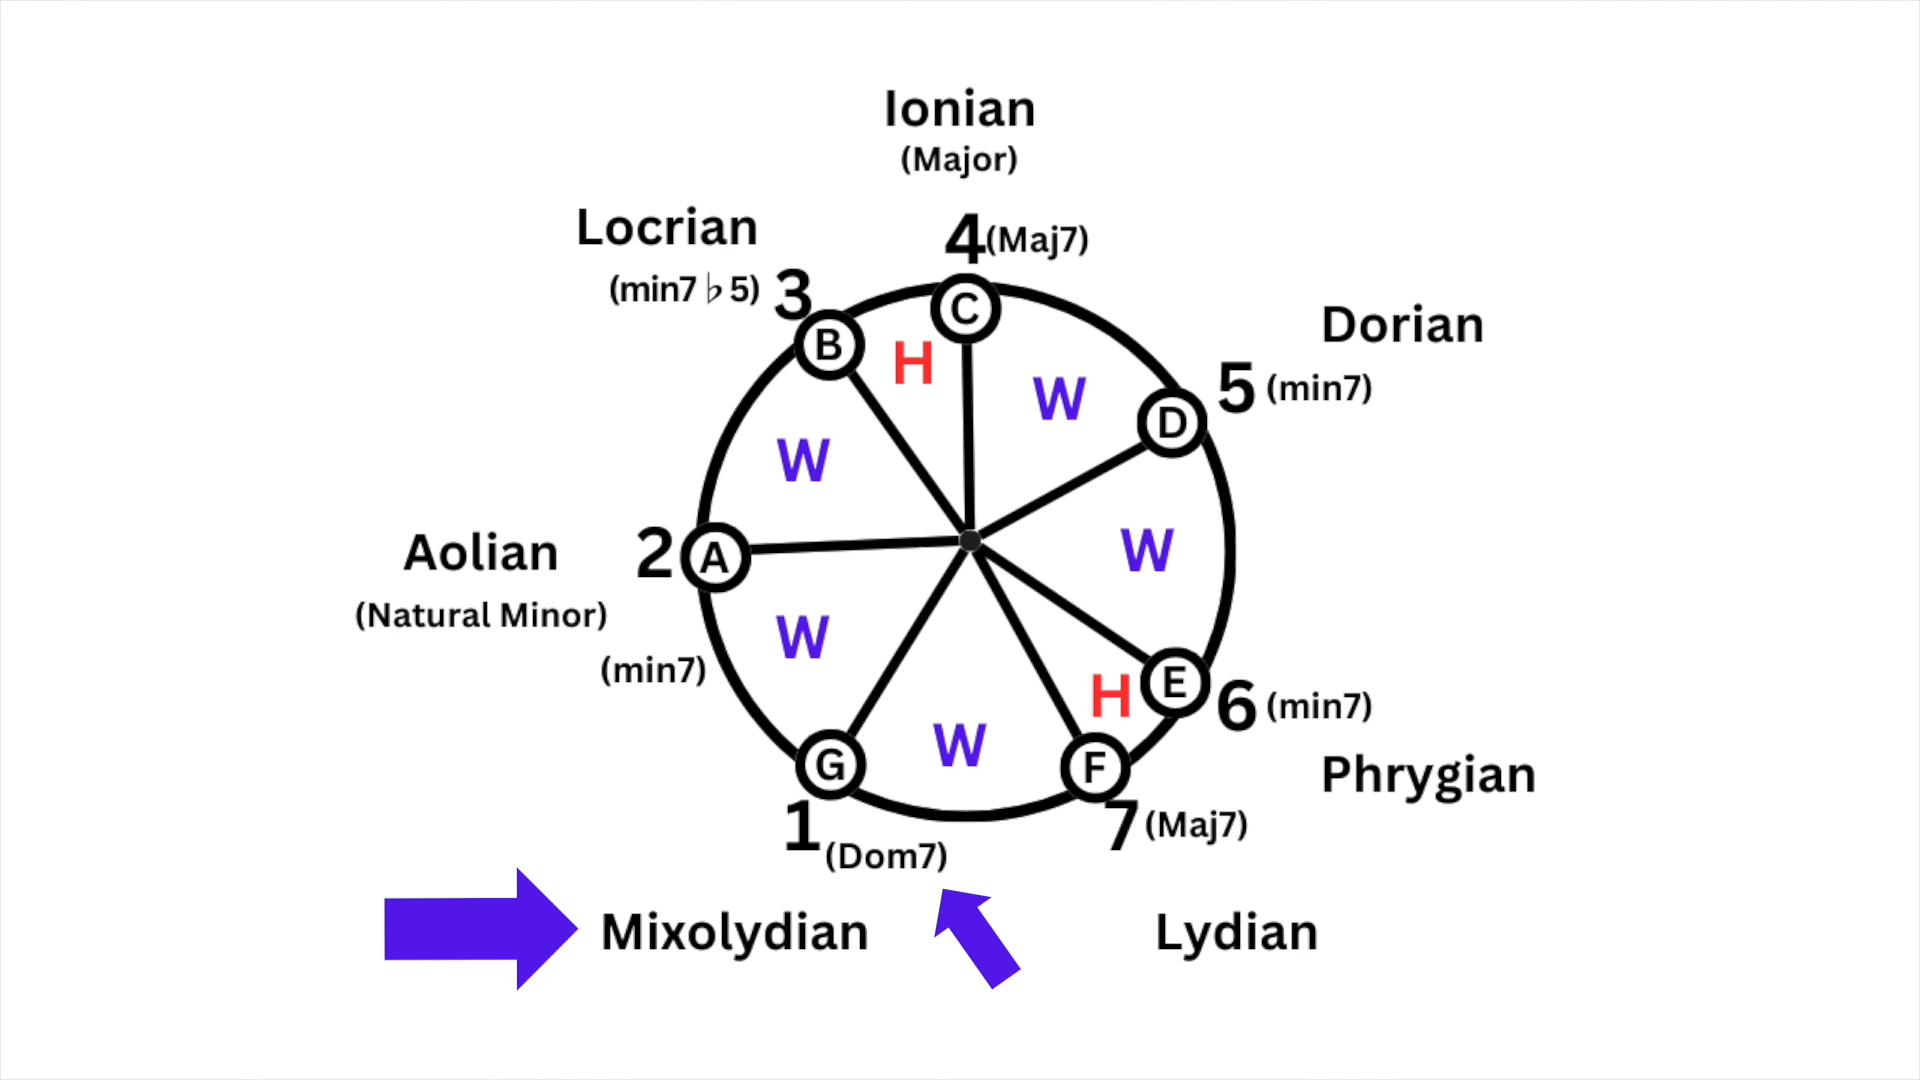 Ionian
(Major)
4 (Maj7)
C
Locrian
(min7♭5) 3
B
H
W
Dorian
5 (min7)
D
W
W
Aolian
2 A
(Natural Minor)
(min7)
W
H
E
6 (min7)
Phrygian
W
G
F
1 (Dom7)
7 (Maj7)
Mixolydian
Lydian